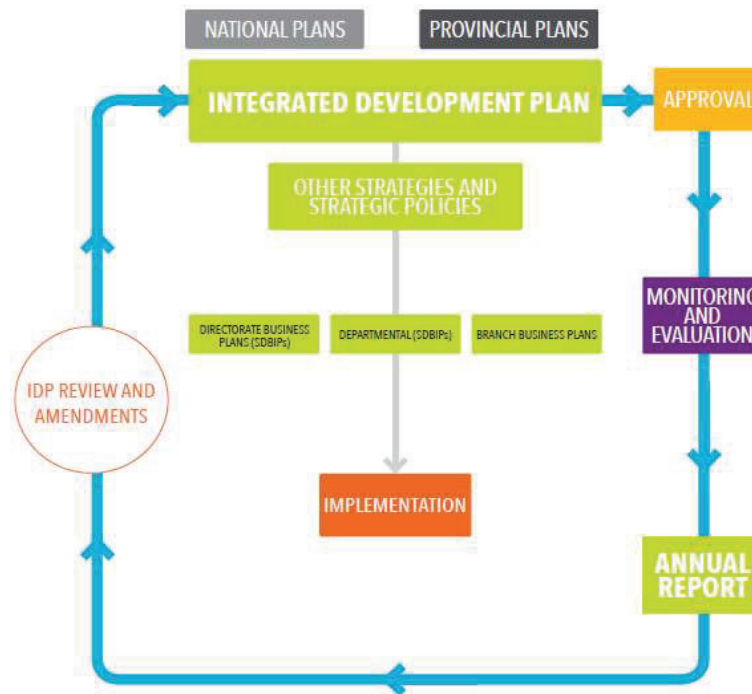 NATIONAL PLANS
PROVINCIAL PLANS
INTEGRATED DEVELOPMENT PLAN
APPROVAL
OTHER STRATEGIES AND
STRATEGIC POLICIES
MONITORING
AND
EVALUATION
DIRECTORATE BUSINESS
PLANS (SDBIPs)
DEPARTMENTAL (SDBIPs)
BRANCH BUSINESS PLANS
IDP REVIEW AND
AMENDMENTS
IMPLEMENTATION
ANNUAL
REPORT